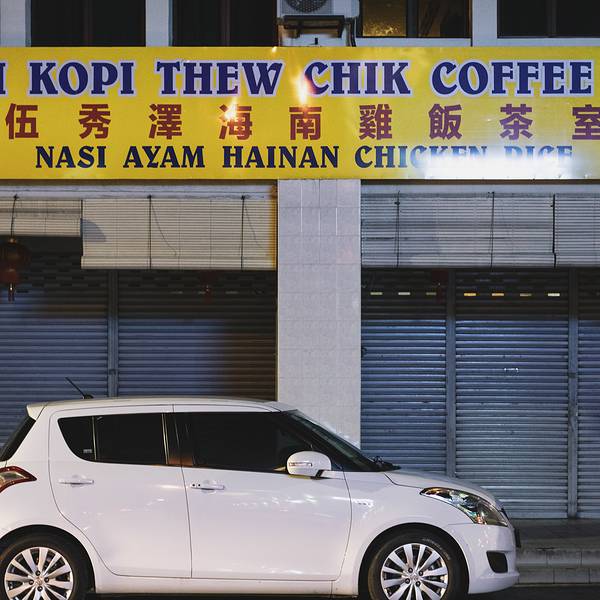 I KOPI THEW CHIK COFFEE
伍秀澤海南雞飯茶室
NASI AYAM HAINAN CHICKEN RICE